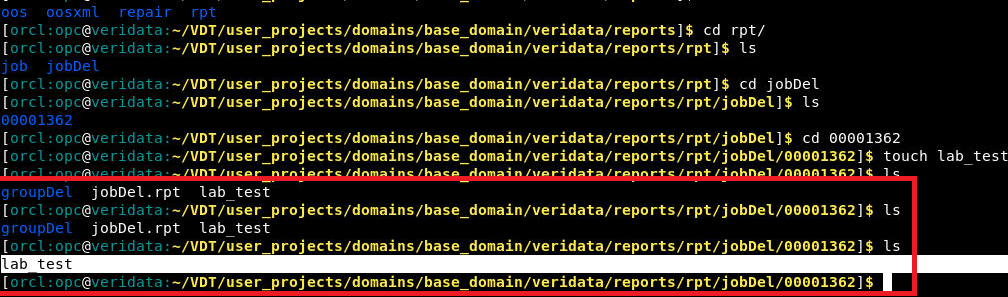 oos  oosxml  repair  rpt
[orcl:opc@veridata:~/VDT/user_projects/domains/base_domain/veridata/reports]$ cd rpt/
[orcl:opc@veridata:~/VDT/user_projects/domains/base_domain/veridata/reports/rpt]$ ls
job  jobDel
[orcl:opc@veridata:~/VDT/user_projects/domains/base_domain/veridata/reports/rpt]$ cd jobDel
[orcl:opc@veridata:~/VDT/user_projects/domains/base_domain/veridata/reports/rpt/jobDel]$ ls
00001362
[orcl:opc@veridata:~/VDT/user_projects/domains/base_domain/veridata/reports/rpt/jobDel]$ cd 00001362
[orcl:opc@veridata:~/VDT/user_projects/domains/base_domain/veridata/reports/rpt/jobDel/00001362]$ touch lab_test
[orcl:opc@veridata:~/VDT/user_projects/domains/base_domain/veridata/reports/rpt/jobDel/00001362]$ ls
groupDel  jobDel.rpt  lab_test
[orcl:opc@veridata:~/VDT/user_projects/domains/base_domain/veridata/reports/rpt/jobDel/00001362]$ ls
groupDel  jobDel.rpt  lab_test
[orcl:opc@veridata:~/VDT/user_projects/domains/base_domain/veridata/reports/rpt/jobDel/00001362]$ ls
lab_test
[orcl:opc@veridata:~/VDT/user_projects/domains/base_domain/veridata/reports/rpt/jobDel/00001362]$